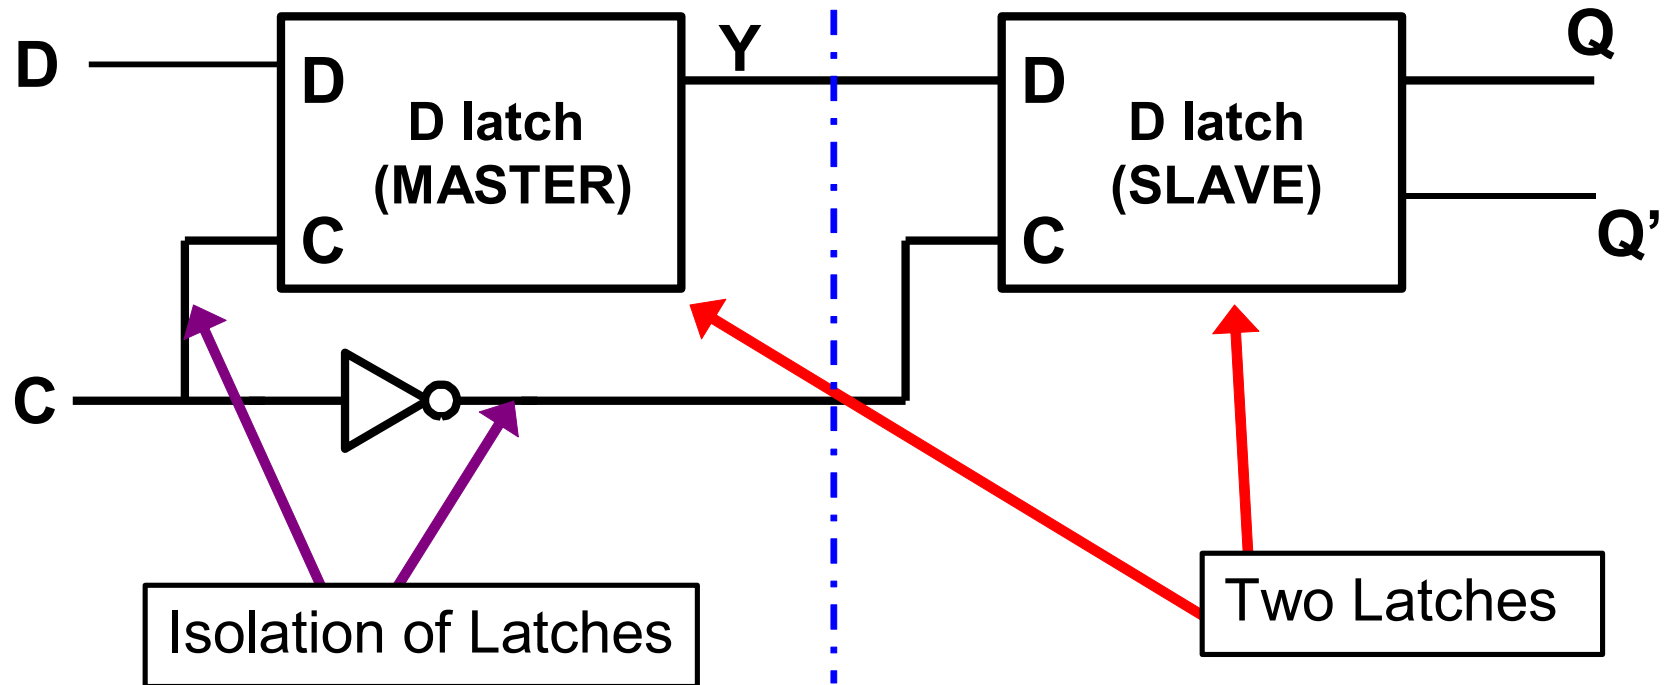 D
D
D latch
(MASTER)
C
Y
D
D latch
(SLAVE)
C
Q
Q’
C
Isolation of Latches
Two Latches